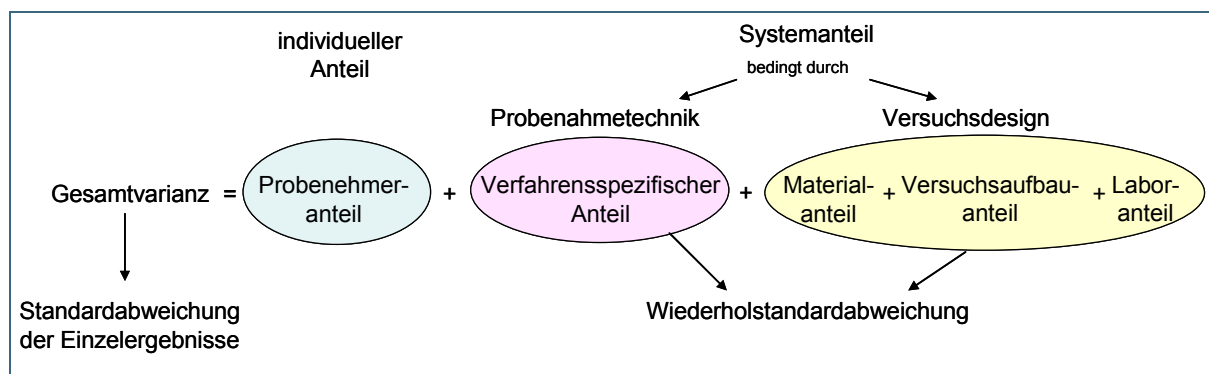 individueller
Anteil
Systemanteil
bedingt durch
Probenahmetechnik
Versuchsdesign
Gesamtvarianz =
Probenehmer-
anteil
+
Verfahrensspezifischer
Anteil
+
Material- + Versuchsaufbau- + Labor-
anteil anteil anteil
Standardabweichung
der Einzelergebnisse
Wiederholstandardabweichung